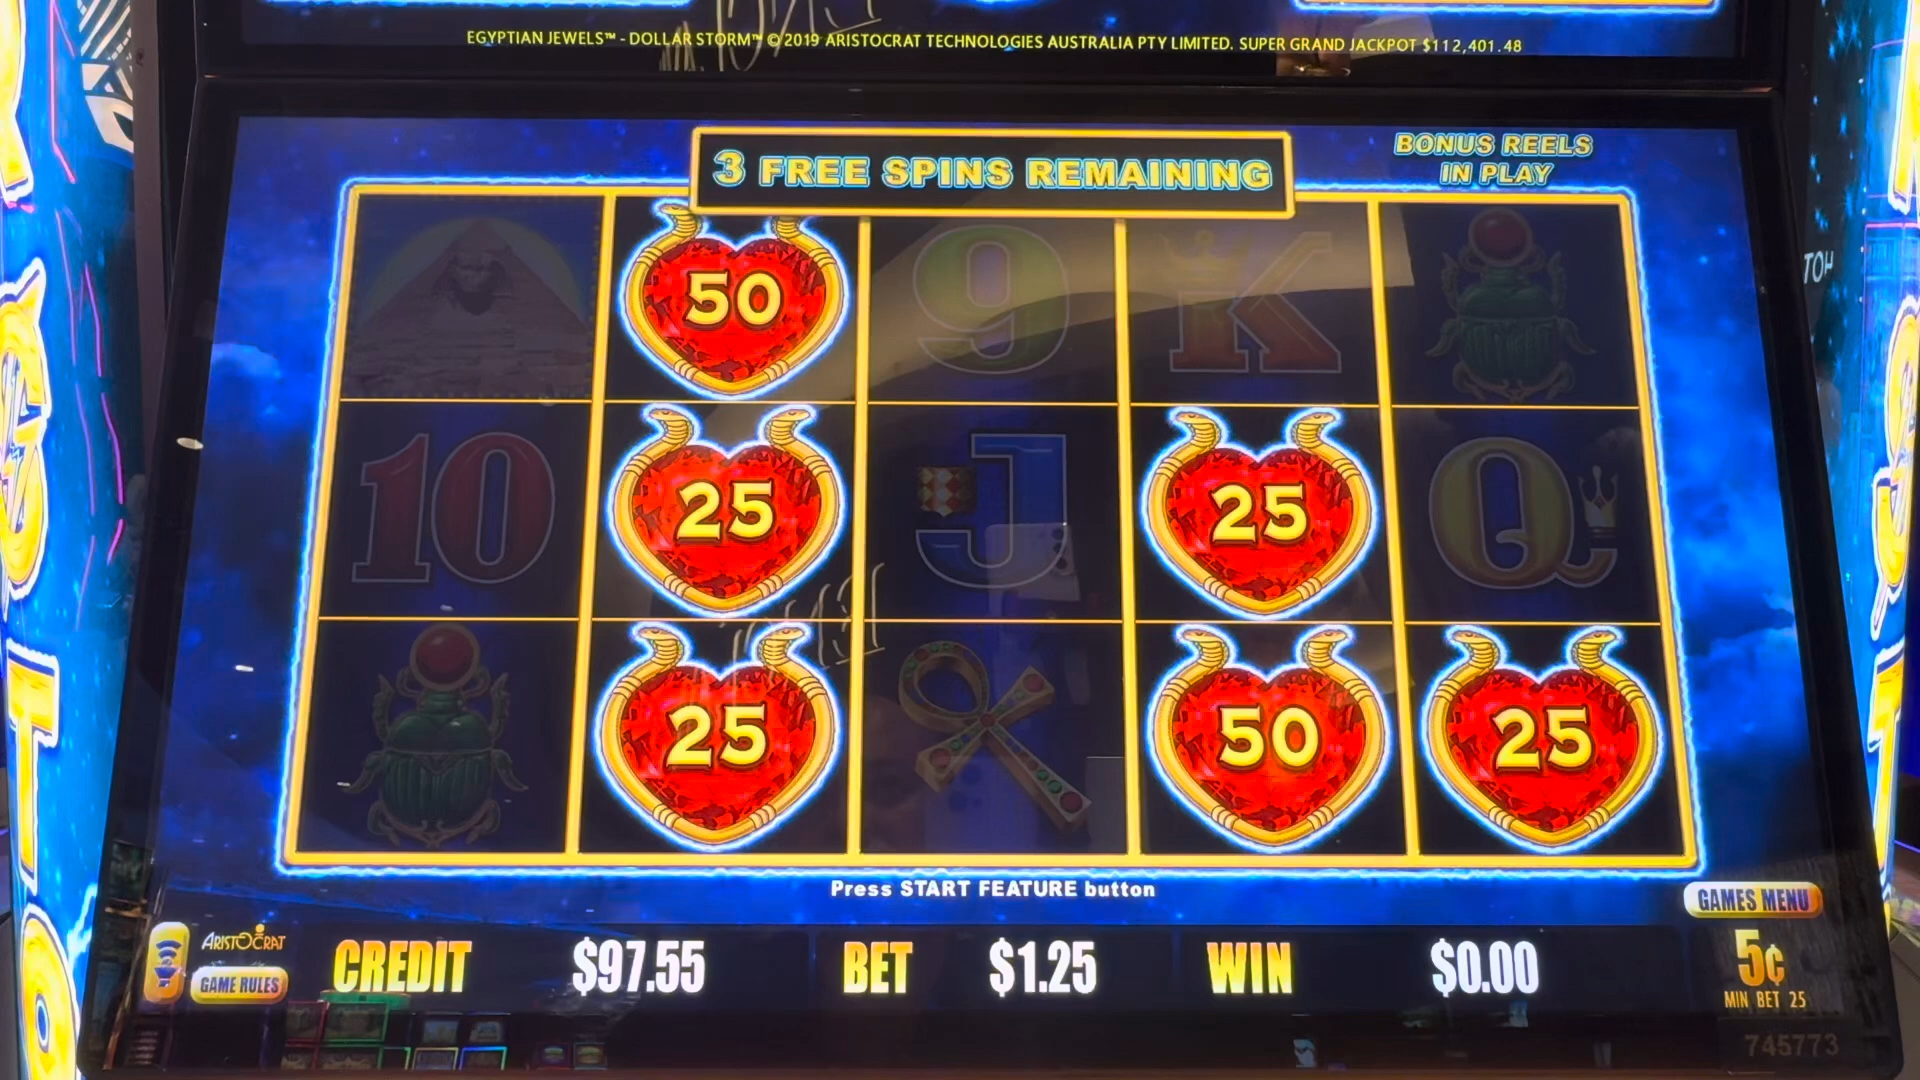 EGYPTIAN JEWELS™ - DOLLAR STORM™ © 2019 ARISTOCRAT TECHNOLOGIES AUSTRALIA PTY LIMITED. SUPER GRAND JACKPOT $112,401.48
3 FREE SPINS REMAINING
BONUS REELS
IN PLAY
50 9 K
10 25 J 25 Q
25 50 25
Press START FEATURE button
GAMES MENU
ARISTOCRAT
GAME RULES
CREDIT $97.55 BET $1.25 WIN $0.00
5¢
MIN BET 25
745773